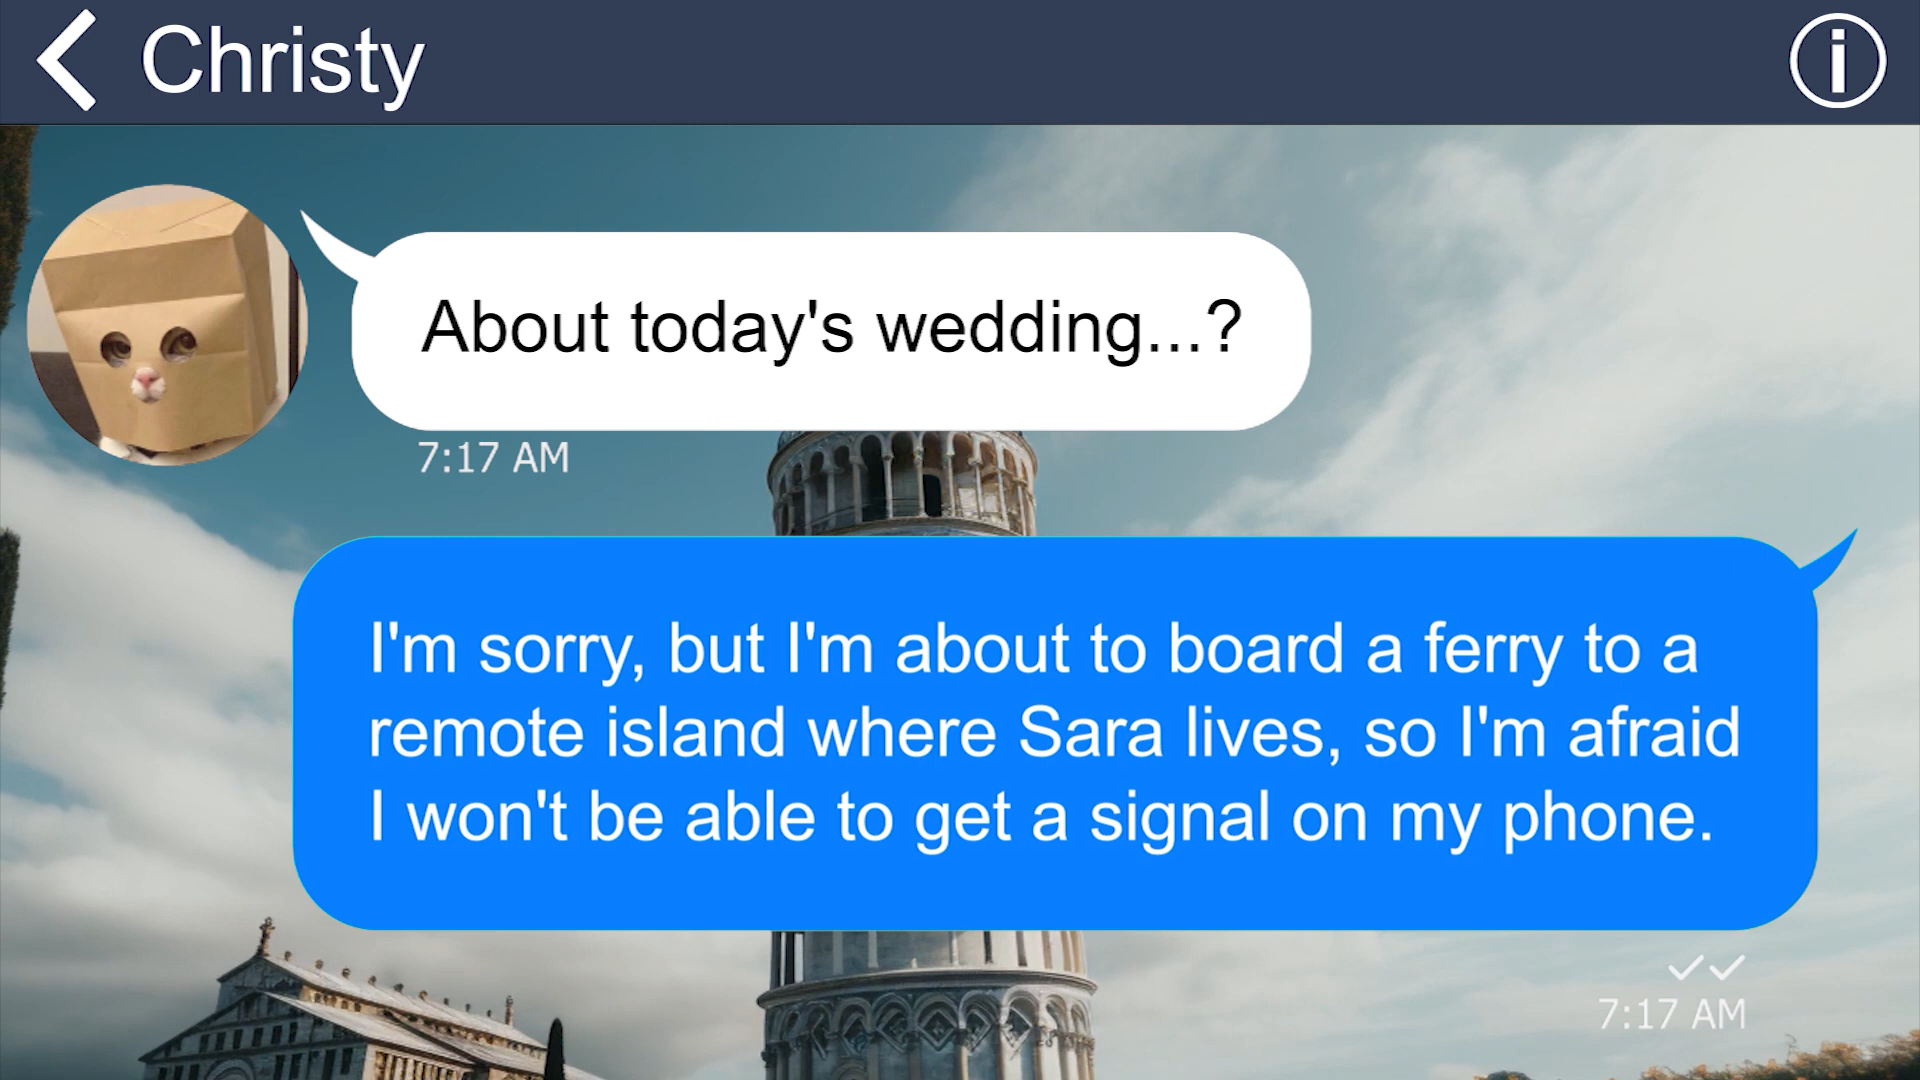 Christy
About today's wedding...?
7:17 AM
I'm sorry, but I'm about to board a ferry to a
remote island where Sara lives, so I'm afraid
I won't be able to get a signal on my phone.
7:17 AM